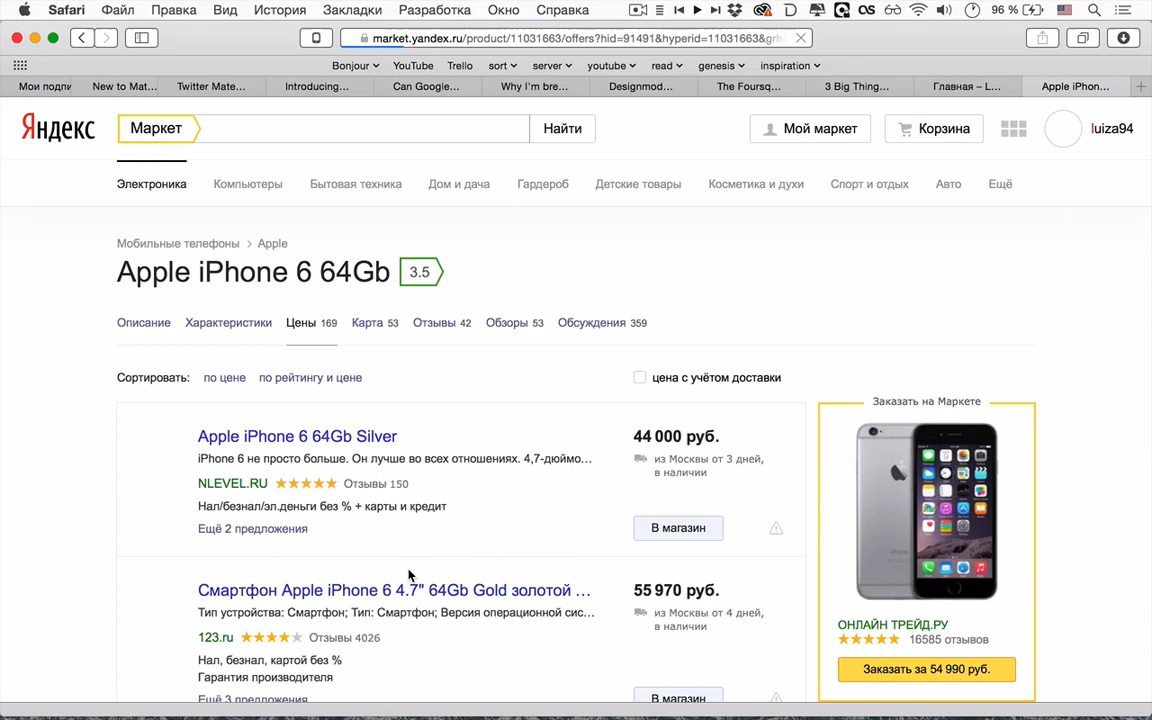 Safari Файл Правка Вид История Закладки Разработка Окно Справка 96 %
market.yandex.ru/product/11031663/offers?hid=91491&hyperid=11031663&grh
Bonjour YouTube Trello sort server youtube read genesis inspiration
Мои подпи New to Mat... Twitter Mate... Introducing... Can Google... Why I'm bre... Designmod... The Foursq... 3 Big Thing... Главная – L... Apple iPhon...
Яндекс Маркет Найти Мой маркет Корзина luiza94
Электроника Компьютеры Бытовая техника Дом и дача Гардероб Детские товары Косметика и духи Спорт и отдых Авто Ещё
Мобильные телефоны > Apple
Apple iPhone 6 64Gb 3.5
Описание Характеристики Цены 169 Карта 53 Отзывы 42 Обзоры 53 Обсуждения 359
Сортировать: по цене по рейтингу и цене цена с учётом доставки
Заказать на Маркете
Apple iPhone 6 64Gb Silver 44 000 руб.
iPhone 6 не просто больше. Он лучше во всех отношениях. 4,7-дюймо... из Москвы от 3 дней,
в наличии
NLEVEL.RU Отзывы 150
Нал/безнал/эл.деньги без % + карты и кредит
Ещё 2 предложения В магазин
Смартфон Apple iPhone 6 4.7" 64Gb Gold золотой ... 55 970 руб.
Тип устройства: Смартфон; Тип: Смартфон; Версия операционной сис... из Москвы от 4 дней,
в наличии
123.ru Отзывы 4026
Нал, безнал, картой без %
Гарантия производителя
Ещё 3 предложения В магазин
ОНЛАЙН ТРЕЙД.РУ
16585 отзывов
Заказать за 54 990 руб.